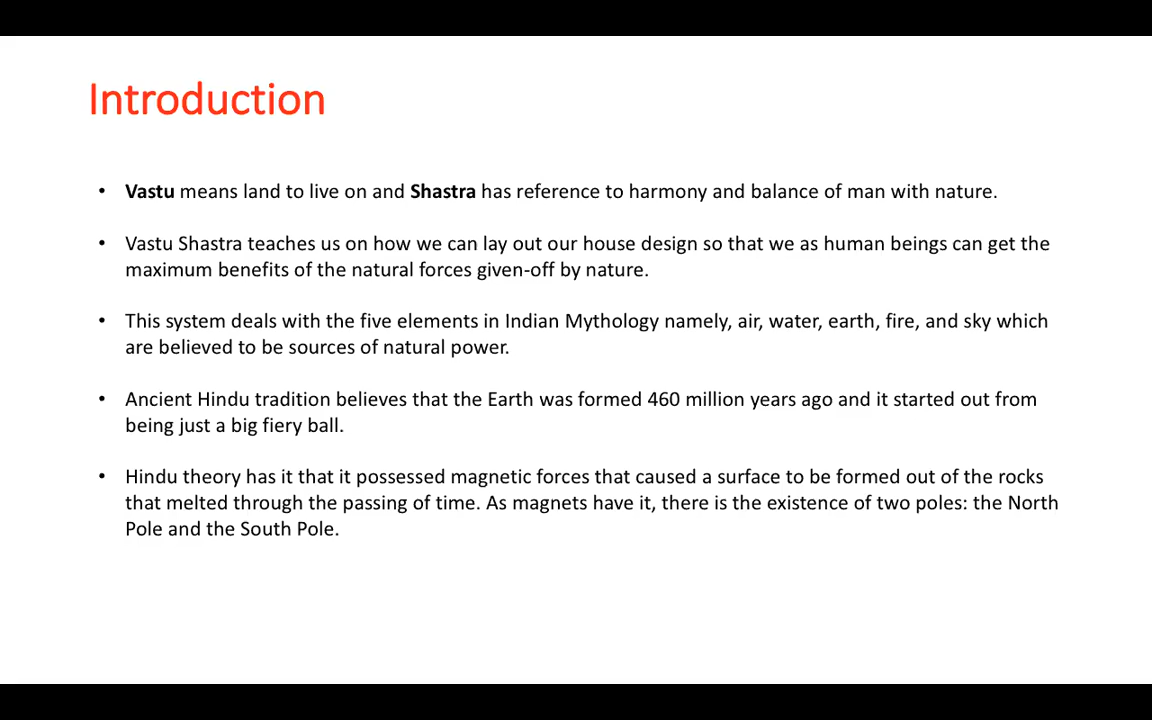 Introduction
• Vastu means land to live on and Shastra has reference to harmony and balance of man with nature.
• Vastu Shastra teaches us on how we can lay out our house design so that we as human beings can get the
maximum benefits of the natural forces given-off by nature.
• This system deals with the five elements in Indian Mythology namely, air, water, earth, fire, and sky which
are believed to be sources of natural power.
• Ancient Hindu tradition believes that the Earth was formed 460 million years ago and it started out from
being just a big fiery ball.
• Hindu theory has it that it possessed magnetic forces that caused a surface to be formed out of the rocks
that melted through the passing of time. As magnets have it, there is the existence of two poles: the North
Pole and the South Pole.